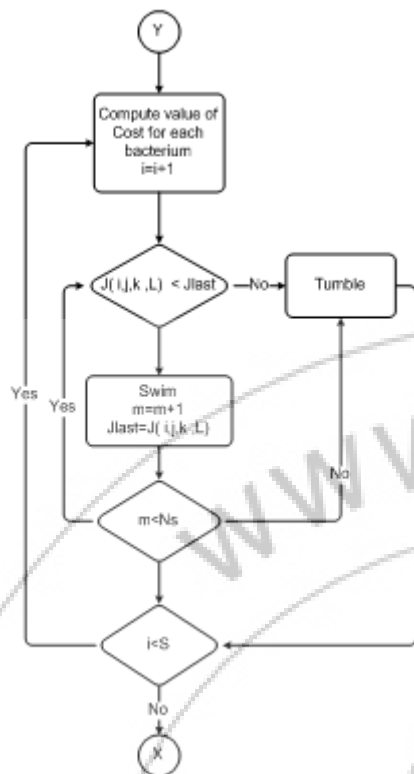 Y
Compute value of
Cost for each
bacterium
i=i+1
J( i,j,k ,L) < Jlast
No
Tumble
Yes
Yes
Swim
m=m+1
Jlast=J( i,j,k ,L)
No
m<Ns
i<S
No
X
www